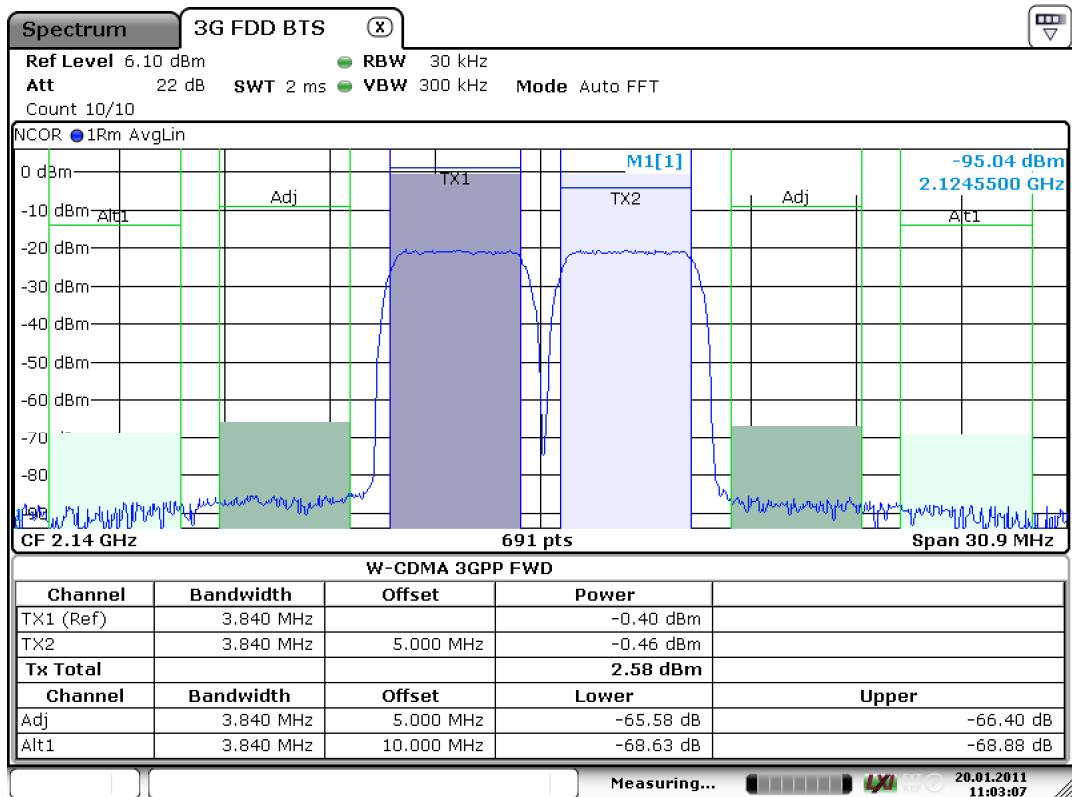 Spectrum 3G FDD BTS X
Ref Level 6.10 dBm RBW 30 kHz
Att 22 dB SWT 2 ms VBW 300 kHz Mode Auto FFT
Count 10/10
NCOR 1Rm AvgLin
M1[1] -95.04 dBm
2.1245500 GHz
0 dBm
TX1
TX2
Adj
Adj
-10 dBm
Alt1
Alt1
-20 dBm
-30 dBm
-40 dBm
-50 dBm
-60 dBm
-70
-80
CF 2.14 GHz 691 pts Span 30.9 MHz
W-CDMA 3GPP FWD
Channel Bandwidth Offset Power
TX1 (Ref) 3.840 MHz -0.40 dBm
TX2 3.840 MHz 5.000 MHz -0.46 dBm
Tx Total 2.58 dBm
Channel Bandwidth Offset Lower Upper
Adj 3.840 MHz 5.000 MHz -65.58 dB -66.40 dB
Alt1 3.840 MHz 10.000 MHz -68.63 dB -68.88 dB
Measuring... LXI 20.01.2011
11:03:07